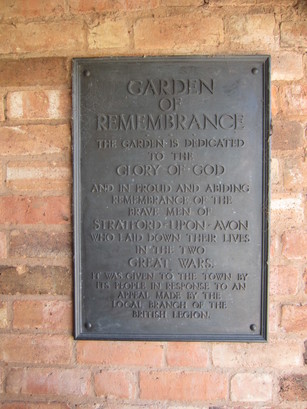 GARDEN
OF
REMEMBRANCE
THE GARDEN IS DEDICATED
TO THE
GLORY OF GOD
AND IN PROUD AND ABIDING
REMEMBRANCE OF THE
BRAVE MEN OF
STRATFORD-UPON-AVON
WHO LAID DOWN THEIR LIVES
IN THE TWO
GREAT WARS.
IT WAS GIVEN TO THE TOWN BY
ITS PEOPLE IN RESPONSE TO AN
APPEAL MADE BY THE
LOCAL BRANCH OF THE
BRITISH LEGION.